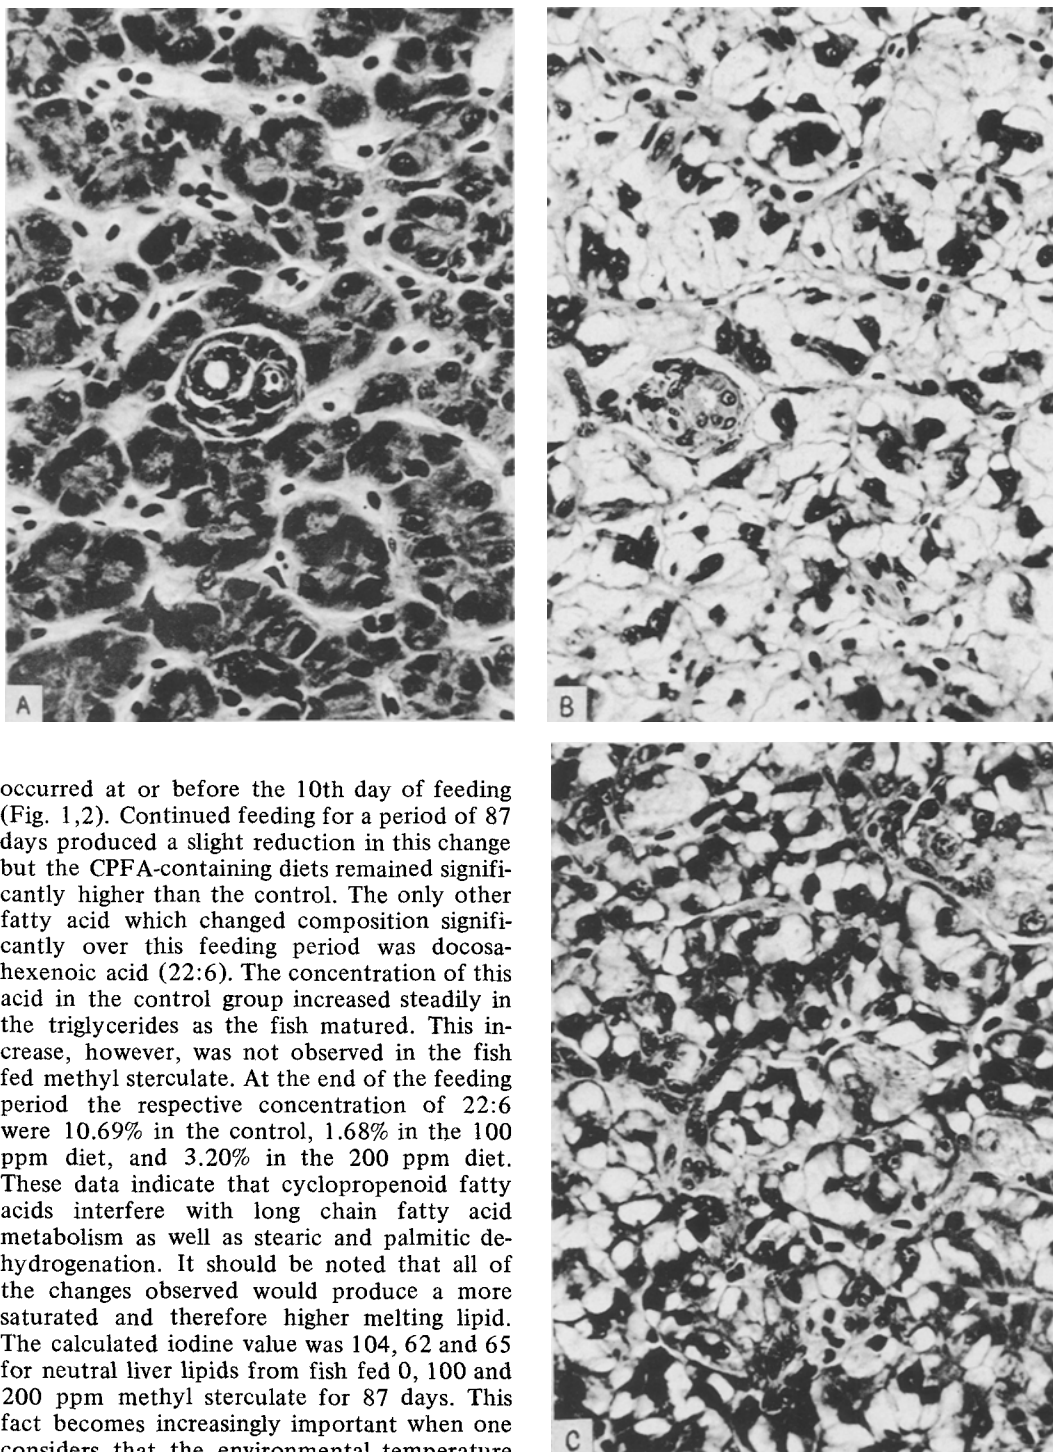 A
B
occurred at or before the 10th day of feeding
(Fig. 1,2). Continued feeding for a period of 87
days produced a slight reduction in this change
but the CPFA-containing diets remained signifi-
cantly higher than the control. The only other
fatty acid which changed composition signifi-
cantly over this feeding period was docosa-
hexenoic acid (22:6). The concentration of this
acid in the control group increased steadily in
the triglycerides as the fish matured. This in-
crease, however, was not observed in the fish
fed methyl sterculate. At the end of the feeding
period the respective concentration of 22:6
were 10.69% in the control, 1.68% in the 100
ppm diet, and 3.20% in the 200 ppm diet.
These data indicate that cyclopropenoid fatty
acids interfere with long chain fatty acid
metabolism as well as stearic and palmitic de-
hydrogenation. It should be noted that all of
the changes observed would produce a more
saturated and therefore higher melting lipid.
The calculated iodine value was 104, 62 and 65
for neutral liver lipids from fish fed 0, 100 and
200 ppm methyl sterculate for 87 days. This
fact becomes increasingly important when one
considers that the environmental temperature
C